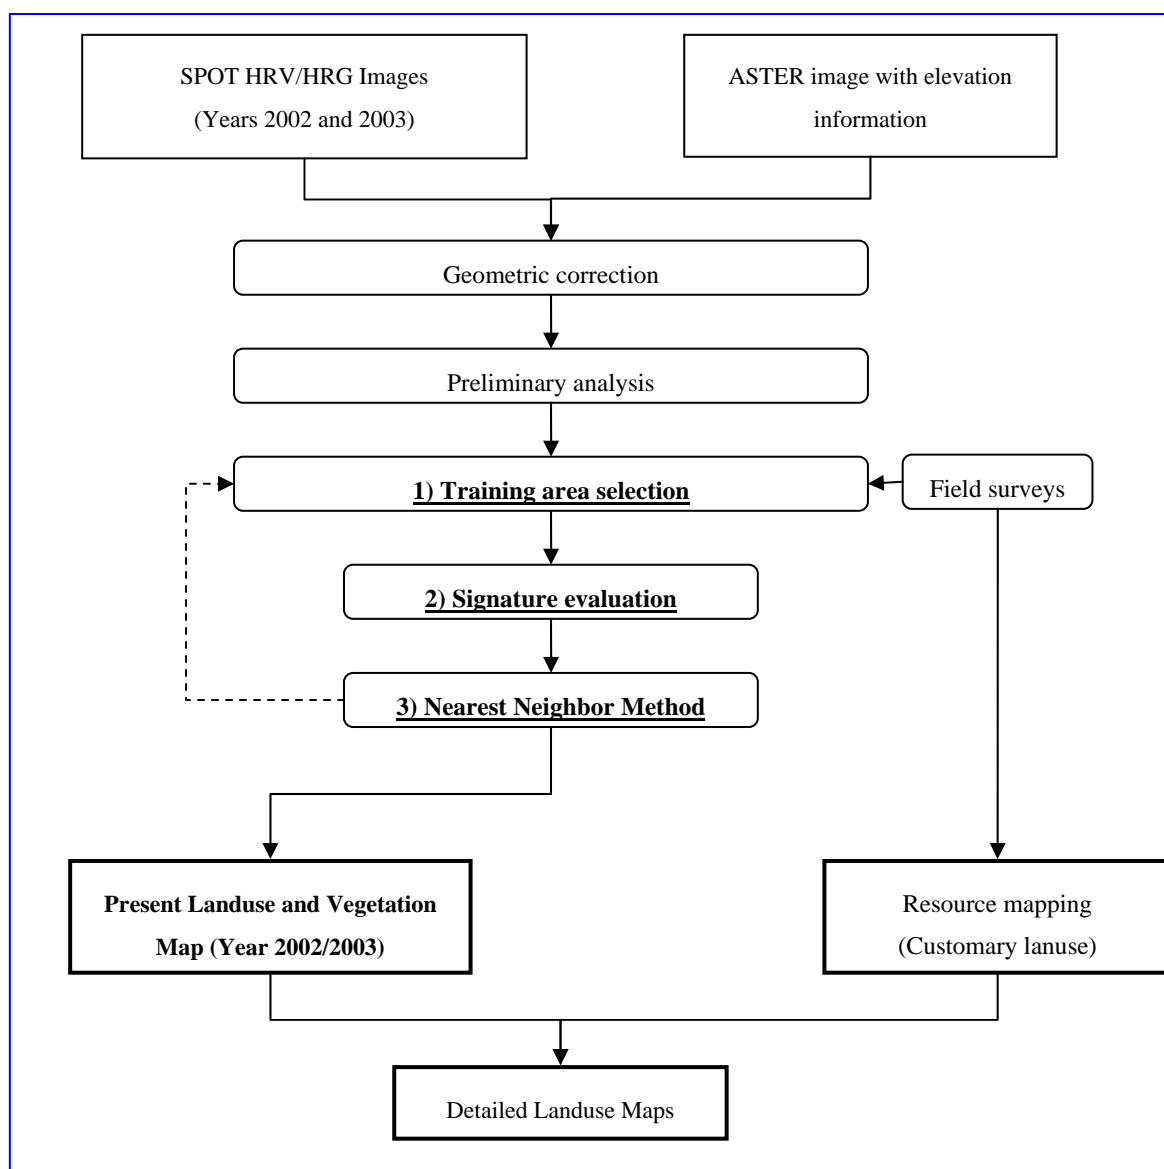 SPOT HRV/HRG Images
(Years 2002 and 2003)
ASTER image with elevation
information
Geometric correction
Preliminary analysis
1) Training area selection
Field surveys
2) Signature evaluation
3) Nearest Neighbor Method
Present Landuse and Vegetation
Map (Year 2002/2003)
Resource mapping
(Customary lanuse)
Detailed Landuse Maps